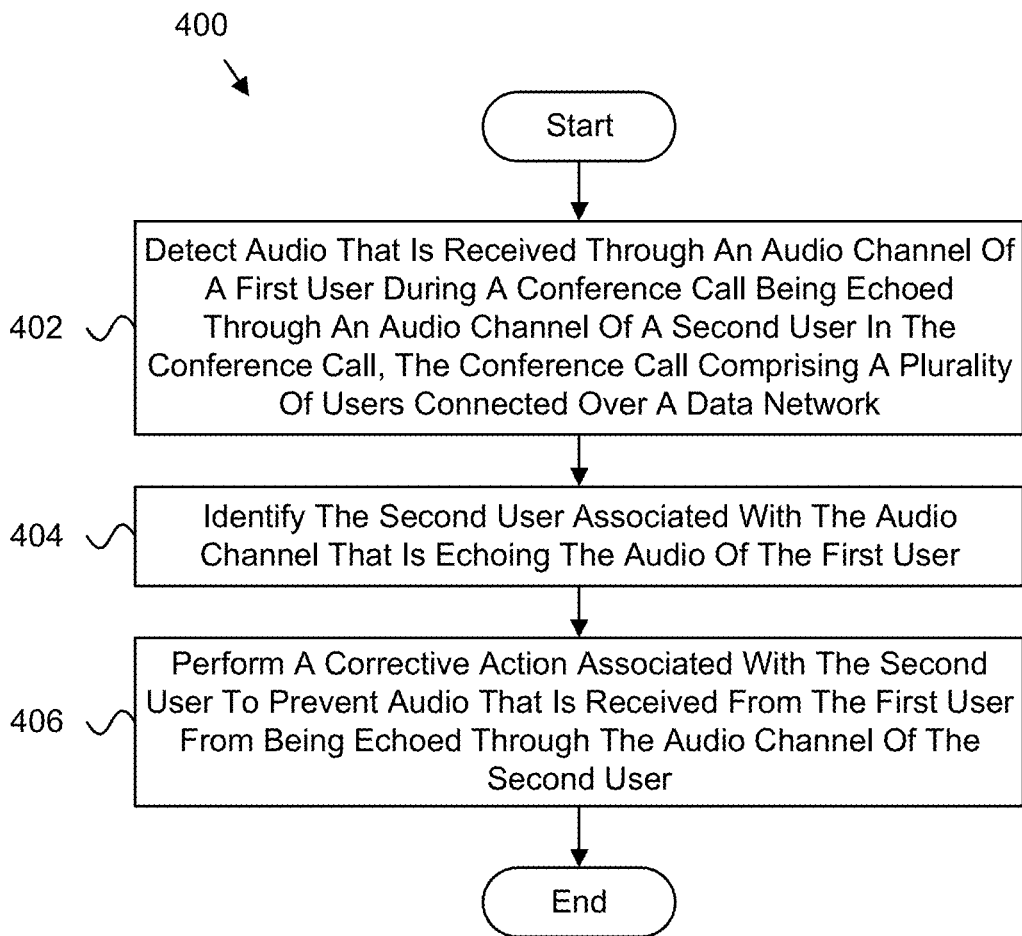 400
Start
402
Detect Audio That Is Received Through An Audio Channel Of
A First User During A Conference Call Being Echoed
Through An Audio Channel Of A Second User In The
Conference Call, The Conference Call Comprising A Plurality
Of Users Connected Over A Data Network
404
Identify The Second User Associated With The Audio
Channel That Is Echoing The Audio Of The First User
406
Perform A Corrective Action Associated With The Second
User To Prevent Audio That Is Received From The First User
From Being Echoed Through The Audio Channel Of The
Second User
End